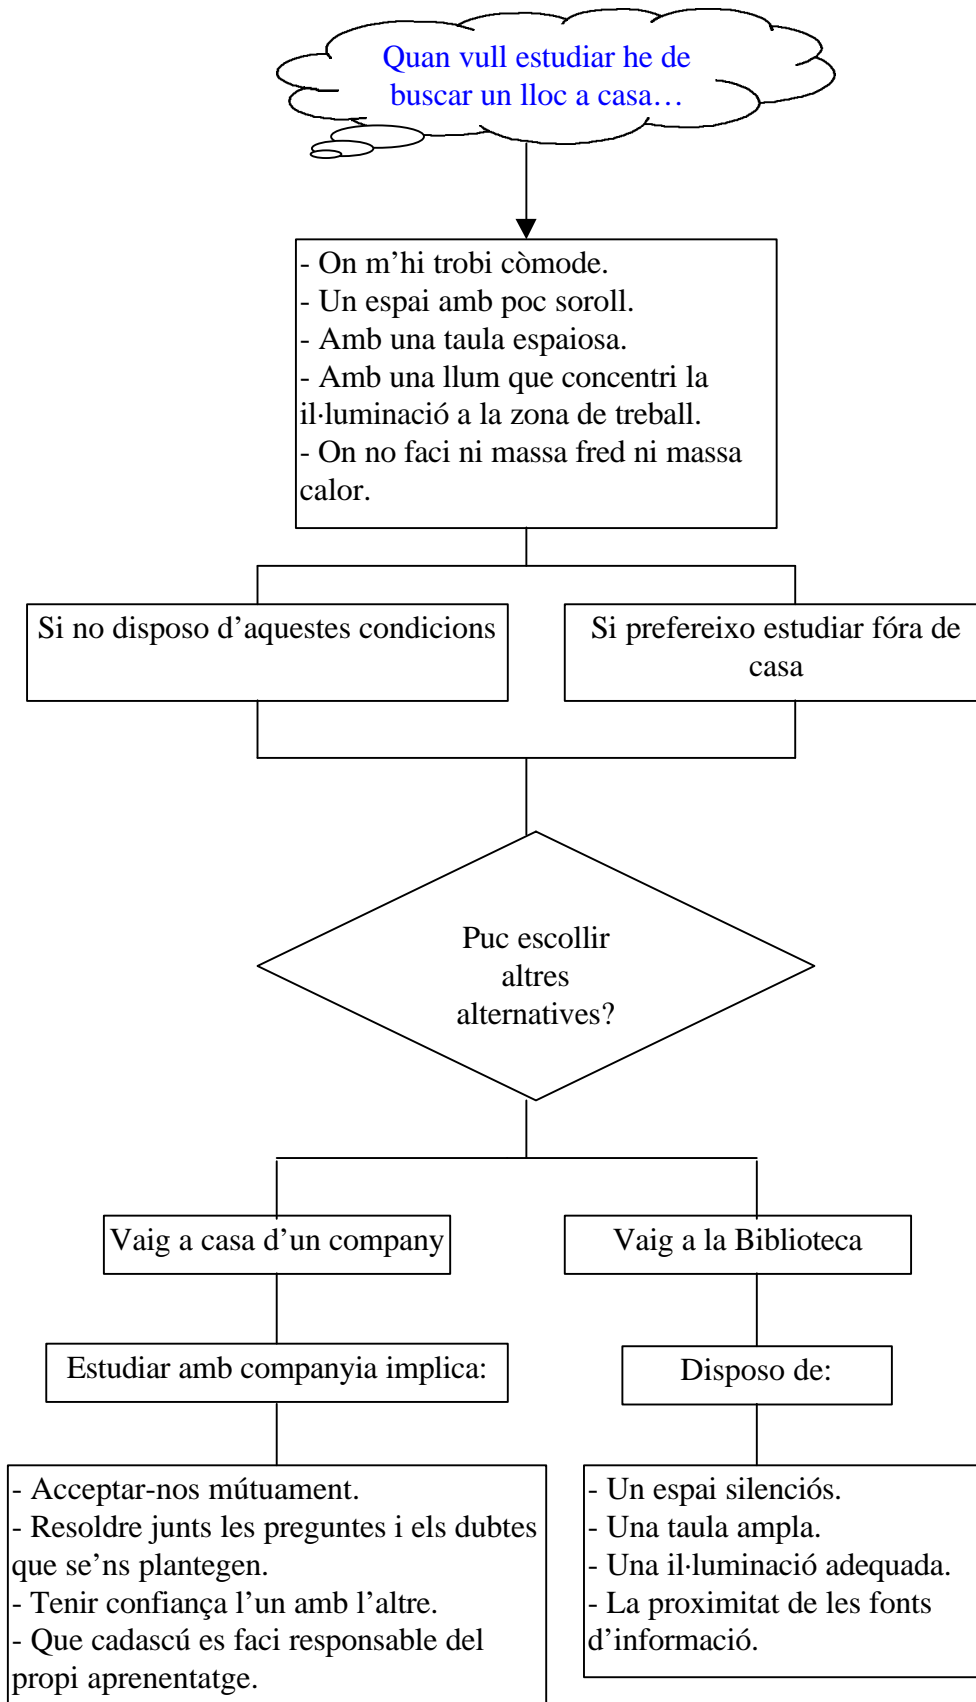 Quan vull estudiar he de
buscar un lloc a casa…
- On m’hi trobi còmode.
- Un espai amb poc soroll.
- Amb una taula espaiosa.
- Amb una llum que concentri la
il·luminació a la zona de treball.
- On no faci ni massa fred ni massa
calor.
Si no disposo d’aquestes condicions
Si prefereixo estudiar fóra de
casa
Puc escollir
altres
alternatives?
Vaig a casa d’un company
Vaig a la Biblioteca
Estudiar amb companyia implica:
Disposo de:
- Acceptar-nos mútuament.
- Resoldre junts les preguntes i els dubtes
que se’ns plantegen.
- Tenir confiança l’un amb l’altre.
- Que cadascú es faci responsable del
propi aprenentatge.
- Un espai silenciós.
- Una taula ampla.
- Una il·luminació adequada.
- La proximitat de les fonts
d’informació.